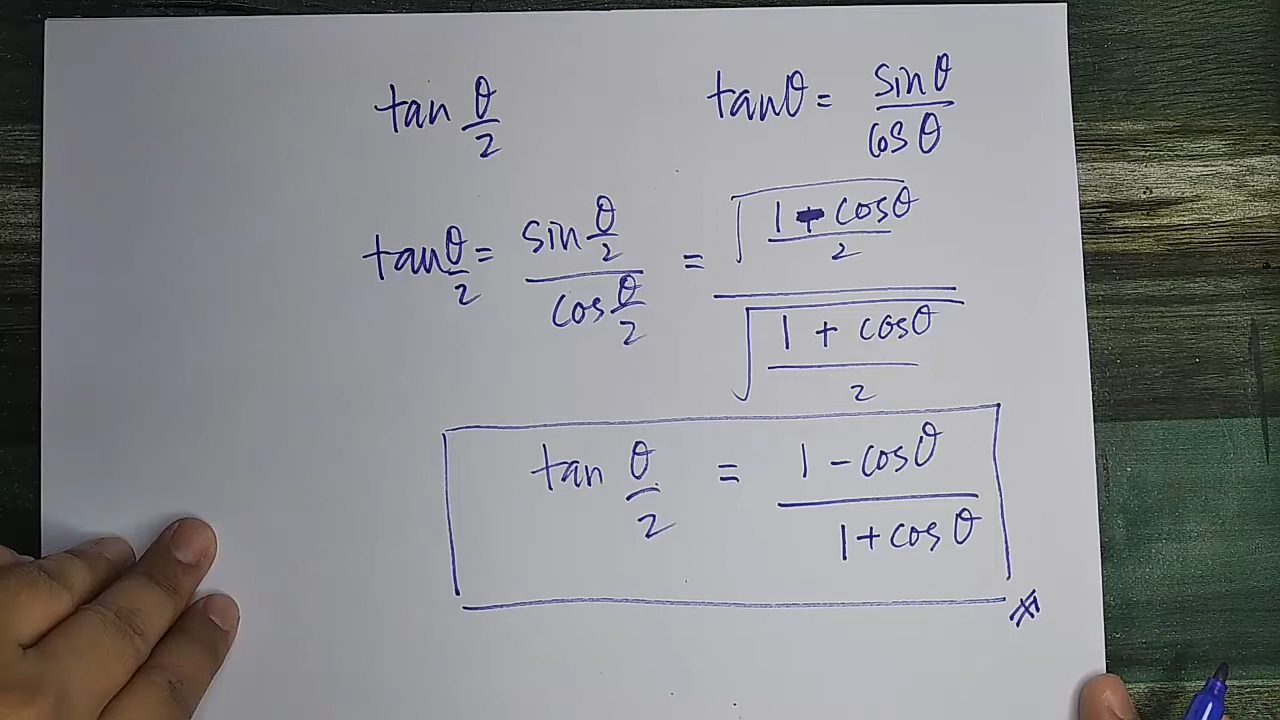 tan θ/2
tanθ = sinθ/cosθ
tan θ/2 = sin θ/2 / cos θ/2 = √((1 - cosθ)/2) / √((1 + cosθ)/2)
tan θ/2 = (1 - cosθ)/(1 + cosθ)